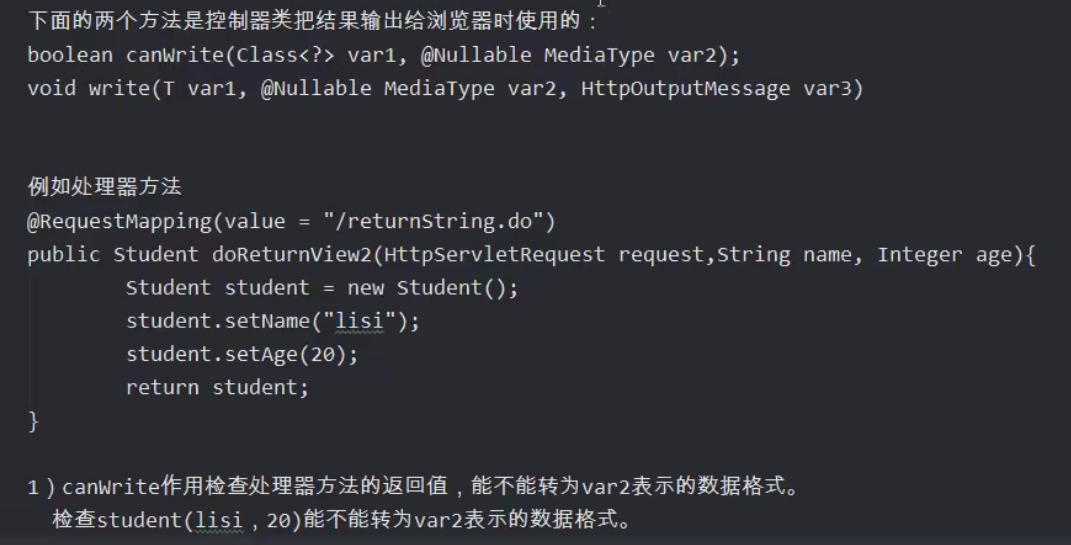 下面的两个方法是控制器类把结果输出给浏览器时使用的：
boolean canWrite(Class<?> var1, @Nullable MediaType var2);
void write(T var1, @Nullable MediaType var2, HttpOutputMessage var3)
例如处理器方法
@RequestMapping(value = "/returnString.do")
public Student doReturnView2(HttpServletRequest request,String name, Integer age){
Student student = new Student();
student.setName("lisi");
student.setAge(20);
return student;
}
1）canWrite作用检查处理器方法的返回值，能不能转为var2表示的数据格式。
检查student(lisi，20)能不能转为var2表示的数据格式。